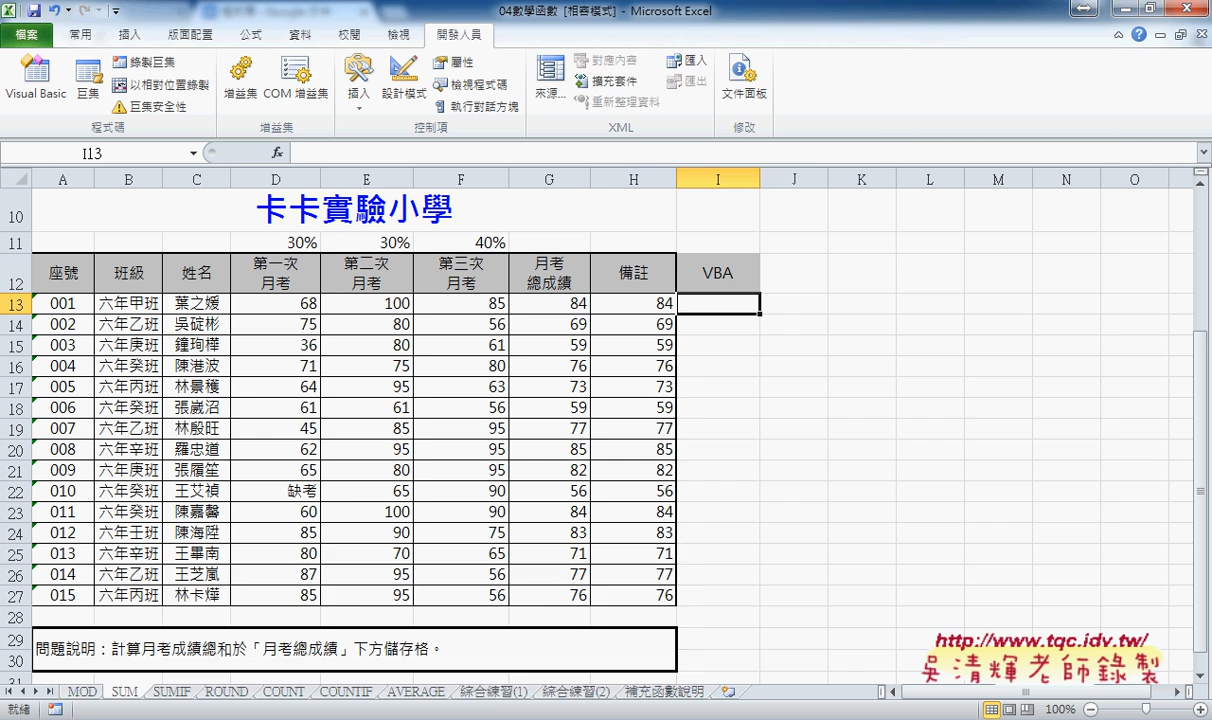 04數學函數 [相容模式] - Microsoft Excel
檔案 常用 插入 版面配置 公式 資料 校閱 檢視 開發人員
Visual Basic 巨集 錄製巨集 以相對位置錄製 巨集安全性 程式碼
增益集 COM 增益集 增益集
插入 設計模式 屬性 檢視程式碼 執行對話方塊 控制項
來源... 對應內容 擴充套件 重新整理資料 匯入 匯出 XML
文件面板 修改
I13 fx
A B C D E F G H I J K L M N O
10 卡卡實驗小學
11 30% 30% 40%
12 座號 班級 姓名 第一次月考 第二次月考 第三次月考 月考總成績 備註 VBA
13 001 六年甲班 葉之媛 68 100 85 84 84
14 002 六年乙班 吳碇彬 75 80 56 69 69
15 003 六年庚班 鐘珣樺 36 80 61 59 59
16 004 六年癸班 陳港波 71 75 80 76 76
17 005 六年丙班 林景穫 64 95 63 73 73
18 006 六年癸班 張崴沼 61 61 56 59 59
19 007 六年乙班 林殷旺 45 85 95 77 77
20 008 六年辛班 羅忠道 62 95 95 85 85
21 009 六年庚班 張履笙 65 80 95 82 82
22 010 六年癸班 王艾禎 缺考 65 90 56 56
23 011 六年癸班 陳嘉馨 60 100 90 84 84
24 012 六年壬班 陳海陞 85 90 75 83 83
25 013 六年辛班 王畢南 80 70 65 71 71
26 014 六年乙班 王芝嵐 87 95 56 77 77
27 015 六年丙班 林卡燁 85 95 56 76 76
28
29 問題說明：計算月考成績總和於「月考總成績」下方儲存格。
30
31
http://www.tqc.idv.tw/
吳清輝老師錄製
MOD SUM SUMIF ROUND COUNT COUNTIF AVERAGE 綜合練習(1) 綜合練習(2) 補充函數說明
就緒 100%